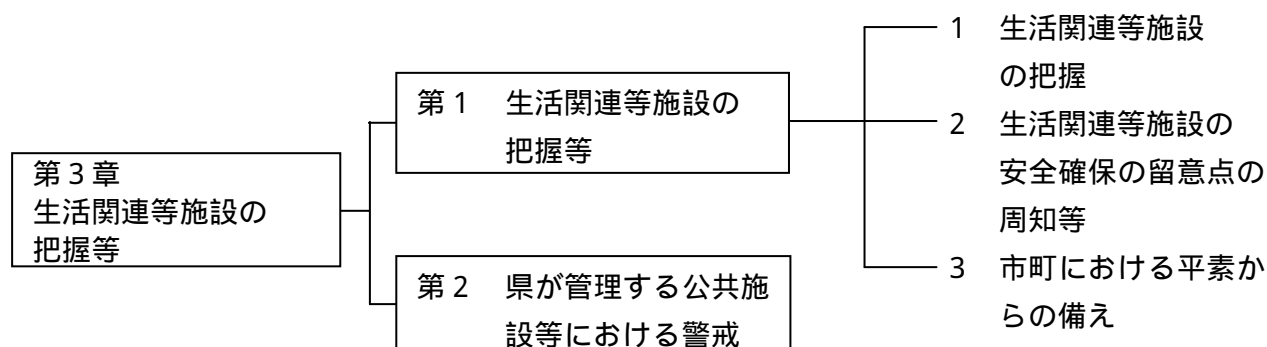 第３章
生活関連等施設の
把握等
第１　生活関連等施設の
把握等
第２　県が管理する公共施
設等における警戒
１　生活関連等施設
の把握
２　生活関連等施設の
安全確保の留意点の
周知等
３　市町における平素か
らの備え